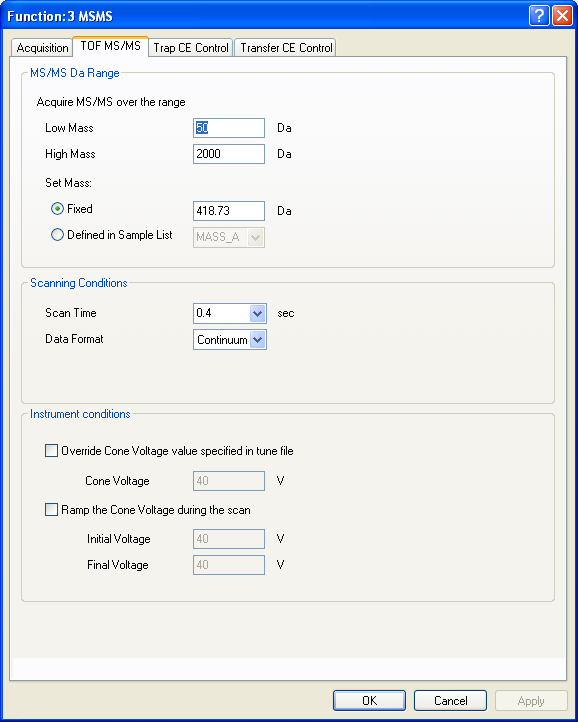 Function: 3 MSMS
Acquisition TOF MS/MS Trap CE Control Transfer CE Control
MS/MS Da Range
Acquire MS/MS over the range
Low Mass 50 Da
High Mass 2000 Da
Set Mass:
Fixed 418.73 Da
Defined in Sample List MASS_A
Scanning Conditions
Scan Time 0.4 sec
Data Format Continuum
Instrument conditions
Override Cone Voltage value specified in tune file
Cone Voltage 40 V
Ramp the Cone Voltage during the scan
Initial Voltage 40 V
Final Voltage 40 V
OK Cancel Apply